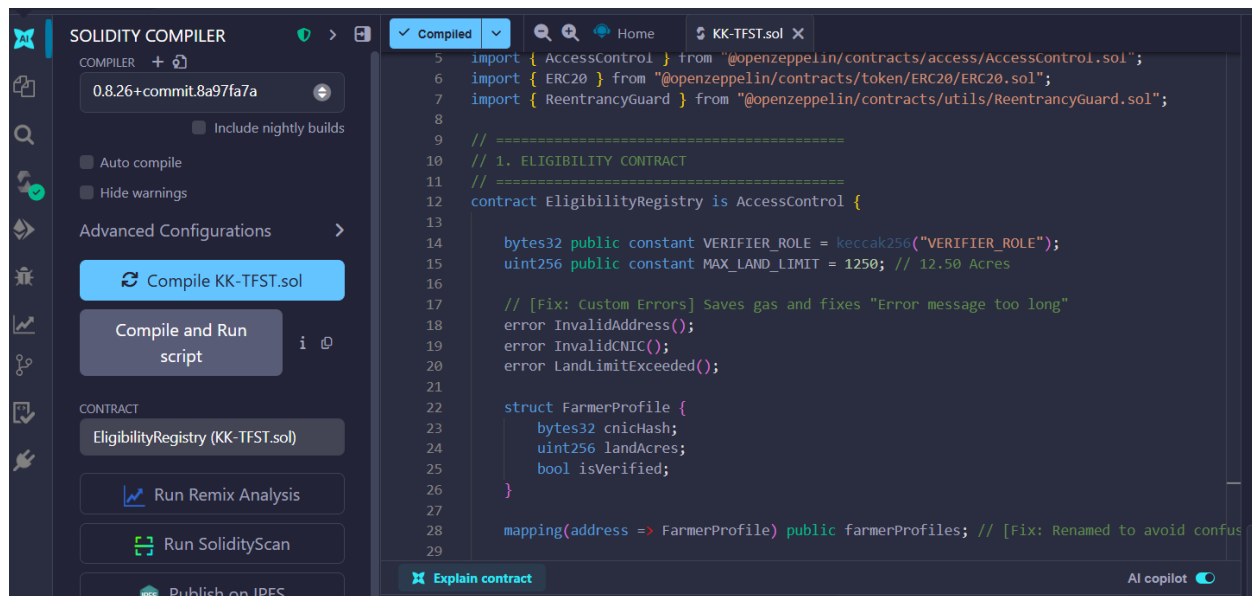 SOLIDITY COMPILER
COMPILER
0.8.26+commit.8a97fa7a
Include nightly builds
Auto compile
Hide warnings
Advanced Configurations
Compile KK-TFST.sol
Compile and Run
script
i
CONTRACT
EligibilityRegistry (KK-TFST.sol)
Run Remix Analysis
Run SolidityScan
Publish on IPFS
AI
Compiled
Home
KK-TFST.sol
5 import { AccessControl } from "@openzeppelin/contracts/access/AccessControl.sol";
6 import { ERC20 } from "@openzeppelin/contracts/token/ERC20/ERC20.sol";
7 import { ReentrancyGuard } from "@openzeppelin/contracts/utils/ReentrancyGuard.sol";
8
9 // ==========================================
10 // 1. ELIGIBILITY CONTRACT
11 // ==========================================
12 contract EligibilityRegistry is AccessControl {
13
14 bytes32 public constant VERIFIER_ROLE = keccak256("VERIFIER_ROLE");
15 uint256 public constant MAX_LAND_LIMIT = 1250; // 12.50 Acres
16
17 // [Fix: Custom Errors] Saves gas and fixes "Error message too long"
18 error InvalidAddress();
19 error InvalidCNIC();
20 error LandLimitExceeded();
21
22 struct FarmerProfile {
23 bytes32 cnicHash;
24 uint256 landAcres;
25 bool isVerified;
26 }
27
28 mapping(address => FarmerProfile) public farmerProfiles; // [Fix: Renamed to avoid confus
29
Explain contract
AI copilot